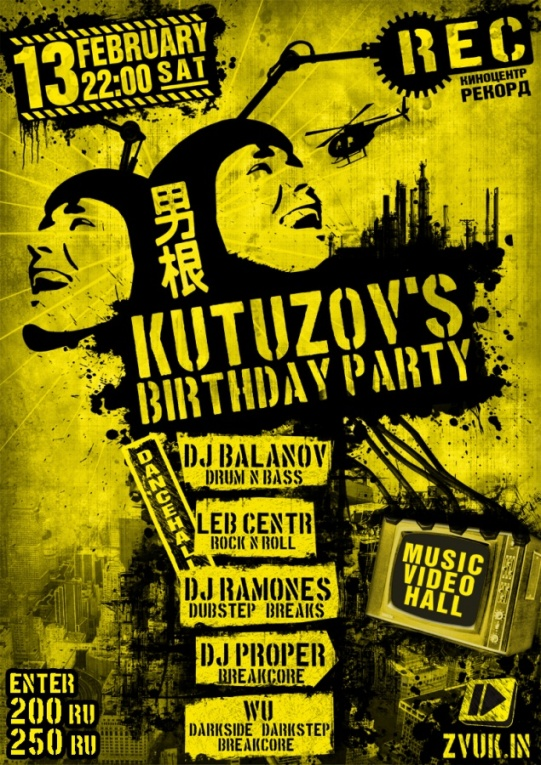 13 FEBRUARY
22:00 SAT
REC
КИНОЦЕНТР
РЕКОРД
男根
KUTUZOV'S
BIRTHDAY PARTY
DANCEHALL
DJ BALANOV
DRUM N BASS
LEB CENTR
ROCK N ROLL
DJ RAMONES
DUBSTEP BREAKS
DJ PROPER
BREAKCORE
WU
DARKSIDE DARKSTEP
BREAKCORE
MUSIC
VIDEO
HALL
ENTER
200 RU
250 RU
ZVUK.IN